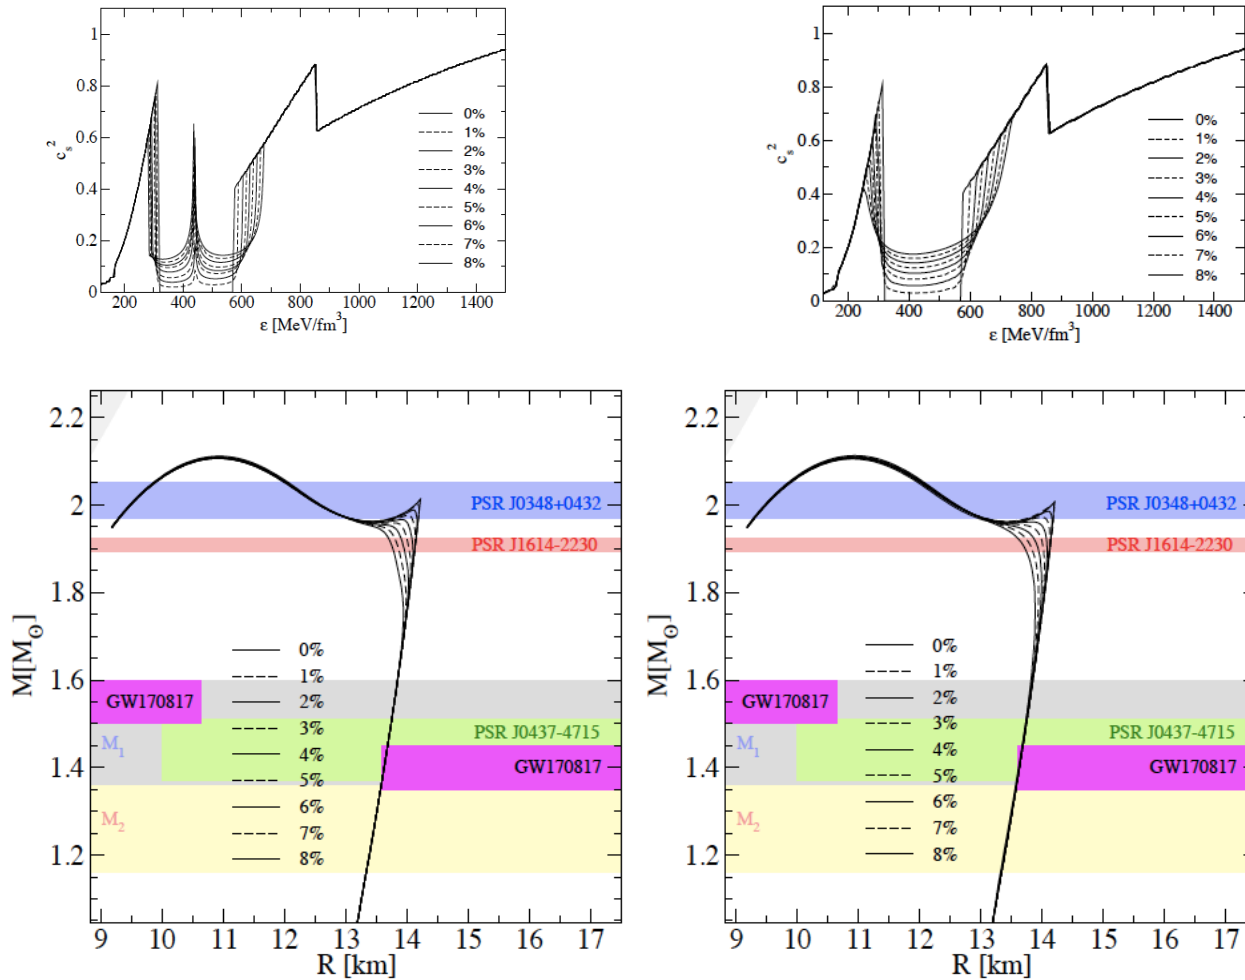 1
0.8
0.6
0.4
0.2
0
c_s^2
0%
1%
2%
3%
4%
5%
6%
7%
8%
200 400 600 800 1000 1200 1400
ε [MeV/fm³]
1
0.8
0.6
0.4
0.2
0
c_s^2
0%
1%
2%
3%
4%
5%
6%
7%
8%
200 400 600 800 1000 1200 1400
ε [MeV/fm³]
2.2
2
1.8
1.6
1.4
1.2
M[M_⊙]
PSR J0348+0432
PSR J1614-2230
0%
1%
2%
3%
4%
5%
6%
7%
8%
GW170817
PSR J0437-4715
M_1
GW170817
M_2
9 10 11 12 13 14 15 16 17
R [km]
2.2
2
1.8
1.6
1.4
1.2
M[M_⊙]
PSR J0348+0432
PSR J1614-2230
0%
1%
2%
3%
4%
5%
6%
7%
8%
GW170817
PSR J0437-4715
M_1
GW170817
M_2
9 10 11 12 13 14 15 16 17
R [km]